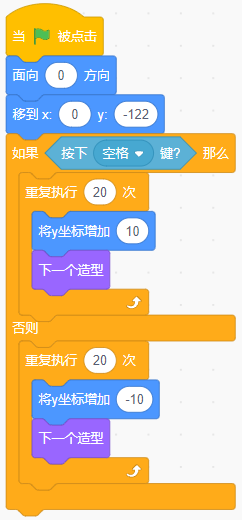 当 被点击
面向 0 方向
移到 x: 0 y: -122
如果 按下 空格 键? 那么
重复执行 20 次
将y坐标增加 10
下一个造型
否则
重复执行 20 次
将y坐标增加 -10
下一个造型